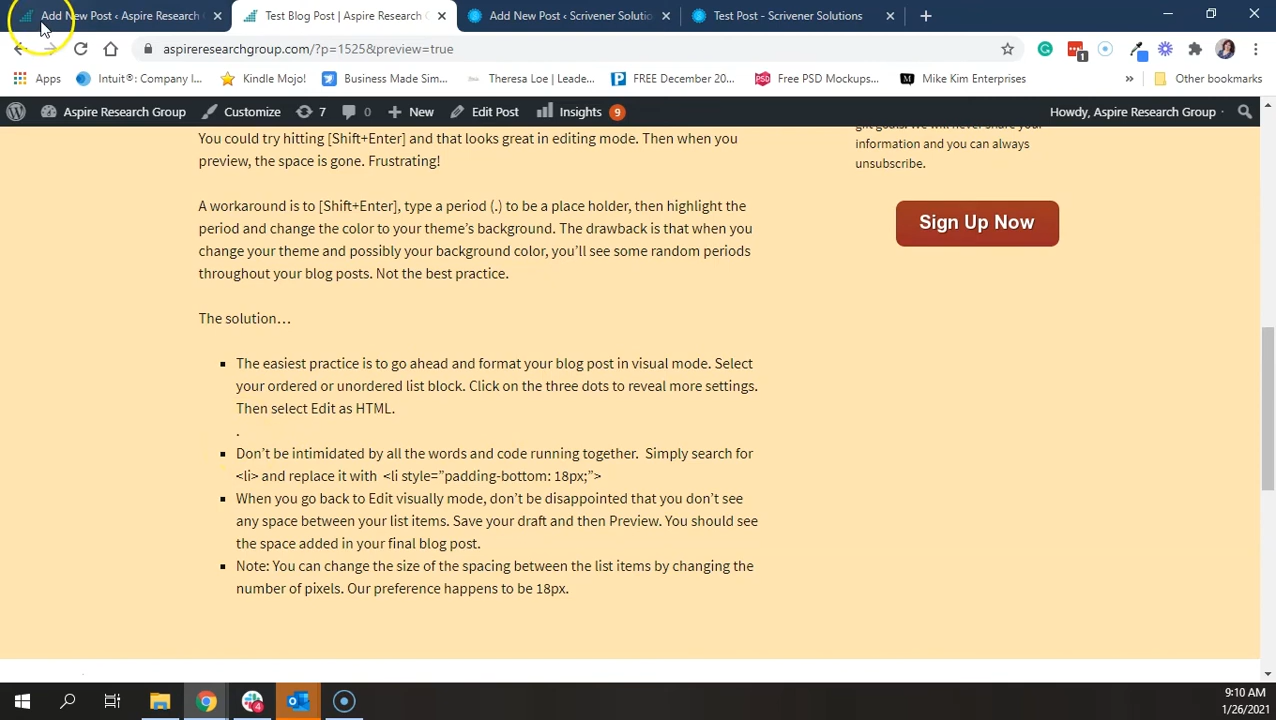 Add New Post ‹ Aspire Research G
Test Blog Post | Aspire Research G
Add New Post ‹ Scrivener Solutio
Test Post - Scrivener Solutions
aspireresearchgroup.com/?p=1525&preview=true
1
Apps
Intuit®: Company I...
Kindle Mojo!
Business Made Sim...
Theresa Loe | Leade...
FREE December 20...
PSD
Free PSD Mockups...
M
Mike Kim Enterprises
»
Other bookmarks
Aspire Research Group
Customize
7
0
New
Edit Post
Insights
9
Howdy, Aspire Research Group
You could try hitting [Shift+Enter] and that looks great in editing mode. Then when you
preview, the space is gone. Frustrating!
A workaround is to [Shift+Enter], type a period (.) to be a place holder, then highlight the
period and change the color to your theme’s background. The drawback is that when you
change your theme and possibly your background color, you’ll see some random periods
throughout your blog posts. Not the best practice.
The solution…
The easiest practice is to go ahead and format your blog post in visual mode. Select
your ordered or unordered list block. Click on the three dots to reveal more settings.
Then select Edit as HTML.
.
Don’t be intimidated by all the words and code running together.  Simply search for
<li> and replace it with  <li style=”padding-bottom: 18px;”>
When you go back to Edit visually mode, don’t be disappointed that you don’t see
any space between your list items. Save your draft and then Preview. You should see
the space added in your final blog post.
Note: You can change the size of the spacing between the list items by changing the
number of pixels. Our preference happens to be 18px.
information and you can always
unsubscribe.
Sign Up Now
4
9:10 AM
1/26/2021